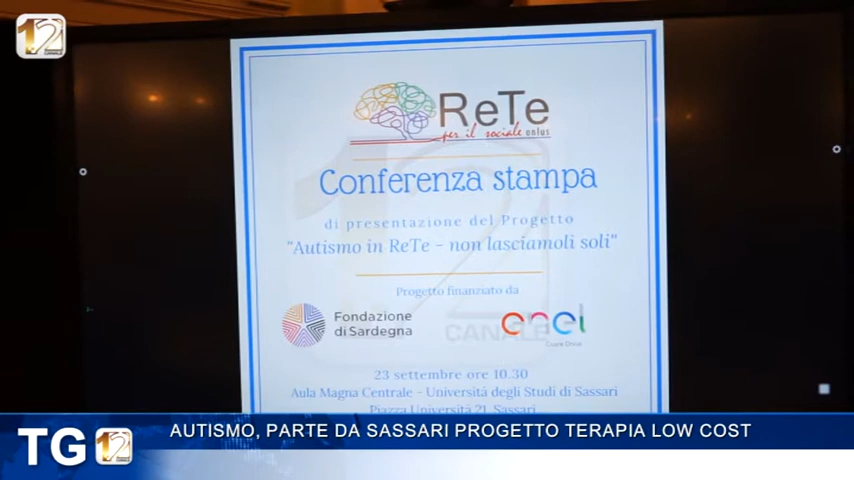 12
CANALE
ReTe
per il sociale onlus
Conferenza stampa
di presentazione del Progetto
"Autismo in ReTe - non lasciamoli soli"
Progetto finanziato da
Fondazione
di Sardegna
enel
Cuore Onlus
CANALE
23 settembre ore 10.30
Aula Magna Centrale - Università degli Studi di Sassari
Piazza Università 21, Sassari
TG 12
AUTISMO, PARTE DA SASSARI PROGETTO TERAPIA LOW COST